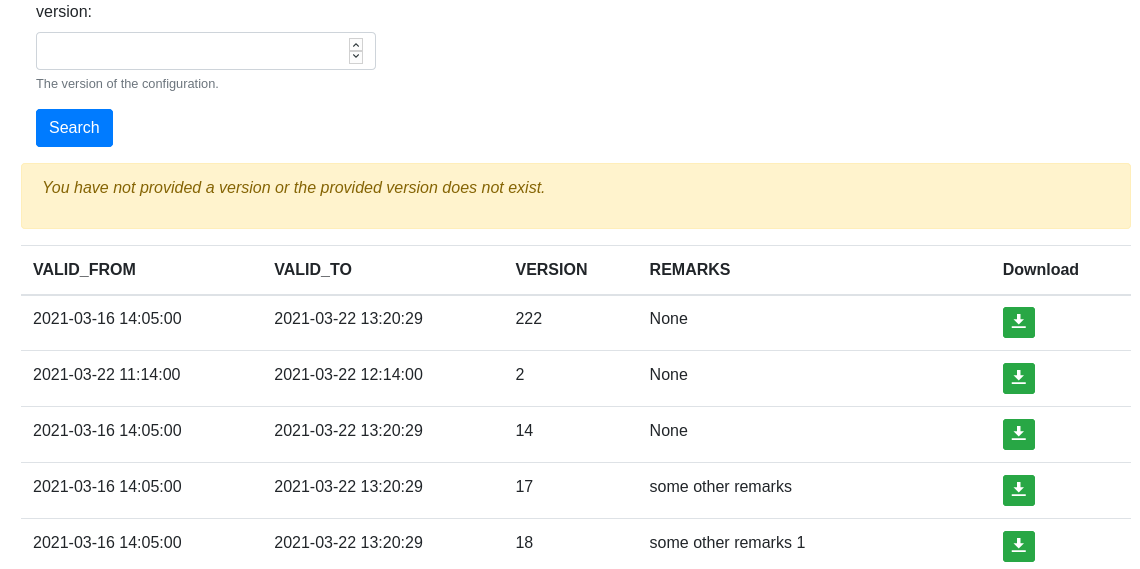 version:
The version of the configuration.
Search
You have not provided a version or the provided version does not exist.
VALID_FROM VALID_TO VERSION REMARKS Download
2021-03-16 14:05:00 2021-03-22 13:20:29 222 None
2021-03-22 11:14:00 2021-03-22 12:14:00 2 None
2021-03-16 14:05:00 2021-03-22 13:20:29 14 None
2021-03-16 14:05:00 2021-03-22 13:20:29 17 some other remarks
2021-03-16 14:05:00 2021-03-22 13:20:29 18 some other remarks 1